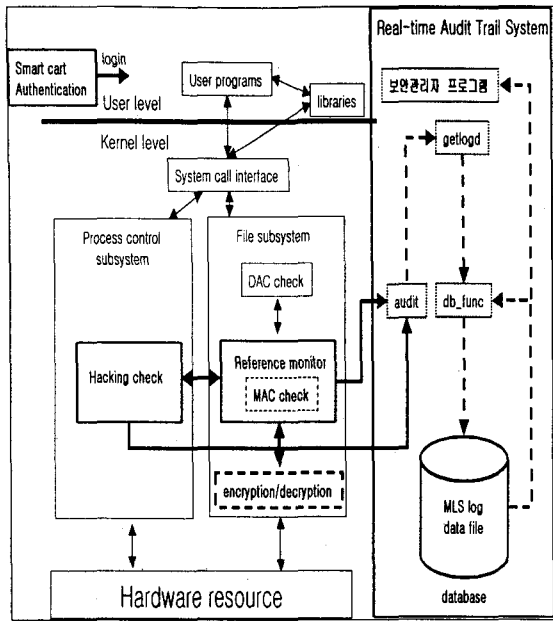 Real-time Audit Trail System
Smart cart
Authentication
login
User programs
libraries
보안관리자 프로그램
User level
Kernel level
getlogd
System call interface
Process control
subsystem
File subsystem
DAC check
audit
db_func
Hacking check
Reference monitor
MAC check
encryption/decryption
MLS log
data file
database
Hardware resource